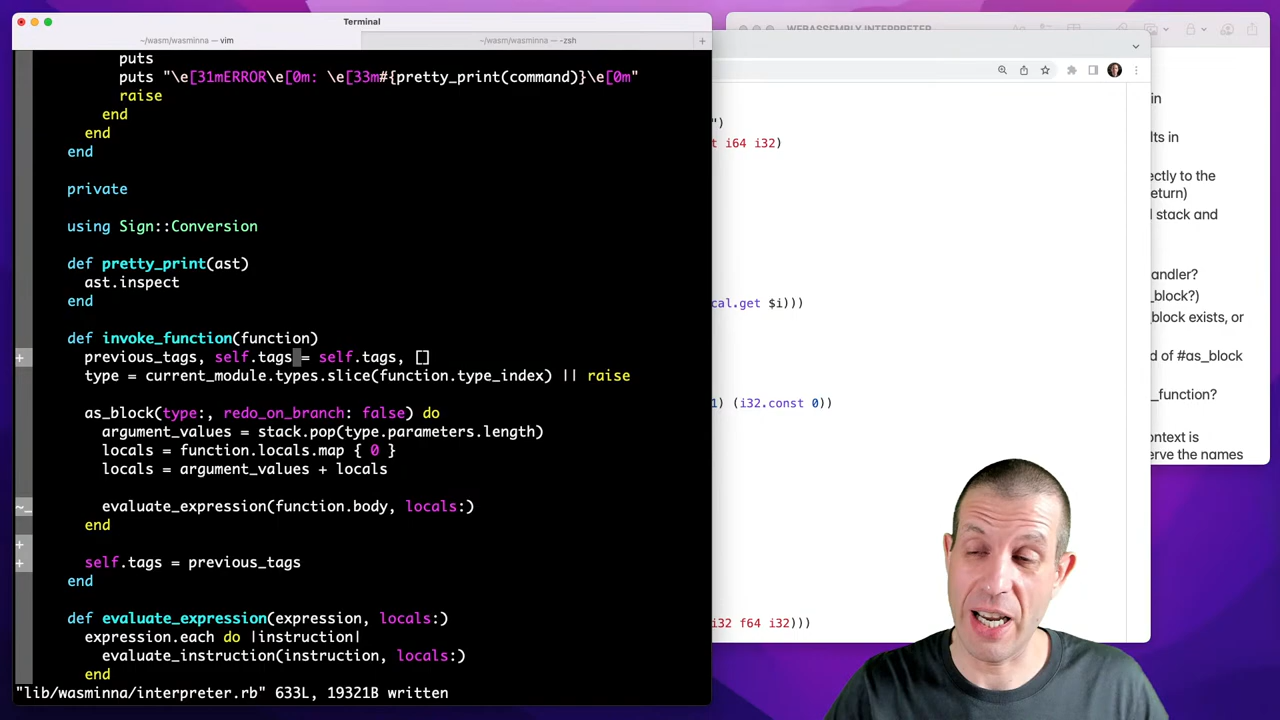 Terminal
~/wasm/wasminna — vim
~/wasm/wasminna — -zsh
+
puts
puts "\e[31mERROR\e[0m: \e[33m#{pretty_print(command)}\e[0m"
raise
end
end
end
private
using Sign::Conversion
def pretty_print(ast)
ast.inspect
end
def invoke_function(function)
+ previous_tags, self.tags = self.tags, []
type = current_module.types.slice(function.type_index) || raise
as_block(type:, redo_on_branch: false) do
argument_values = stack.pop(type.parameters.length)
locals = function.locals.map { 0 }
locals = argument_values + locals
~_ evaluate_expression(function.body, locals:)
end
+
+ self.tags = previous_tags
end
def evaluate_expression(expression, locals:)
expression.each do |instruction|
evaluate_instruction(instruction, locals:)
end
"lib/wasminna/interpreter.rb" 633L, 19321B written
WEBASSEMBLY INTERPRETER
")
t i64 i32)
cal.get $i)))
1) (i32.const 0))
i32 f64 i32)))
in
lts in
ectly to the
eturn)
d stack and
andler?
_block?)
block exists, or
d of #as_block
_function?
ontext is
serve the names